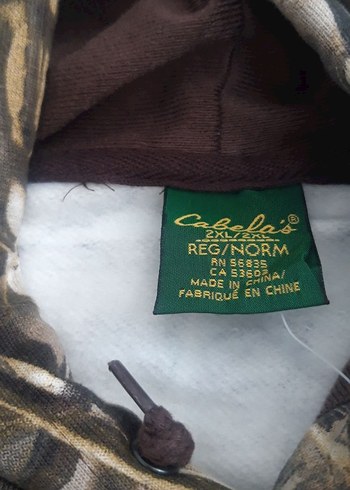 Cabela's®
2XL/2XL
REG/NORM
RN 56835
CA 53602
MADE IN CHINA/
FABRIQUÉ EN CHINE